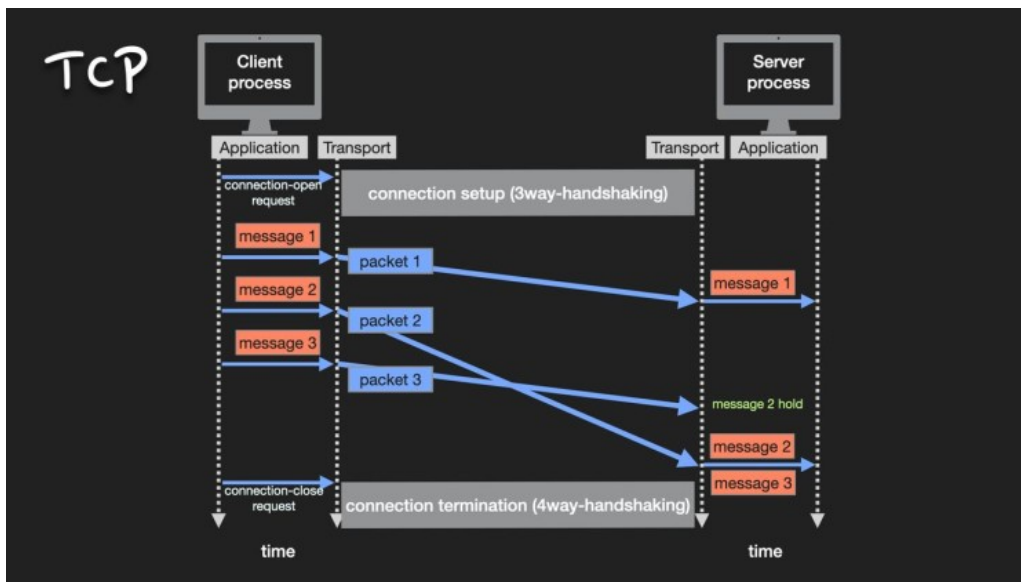 TCP
Client
process
Server
process
Application
Transport
Transport
Application
connection-open
request
connection setup (3way-handshaking)
message 1
packet 1
message 1
message 2
packet 2
message 3
packet 3
message 2 hold
message 2
message 3
connection-close
request
connection termination (4way-handshaking)
time
time